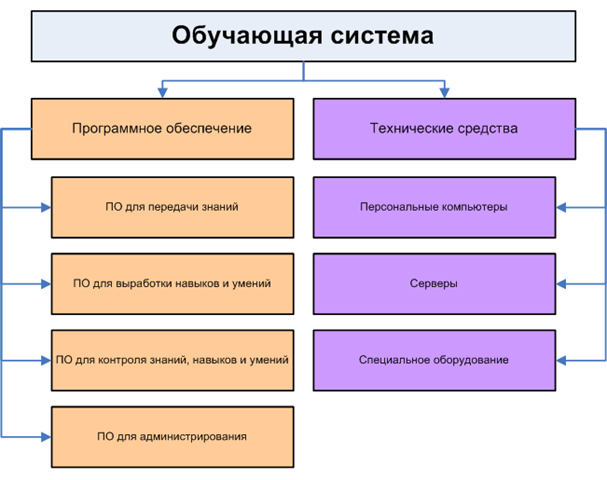 Обучающая система
Программное обеспечение
Технические средства
ПО для передачи знаний
Персональные компьютеры
ПО для выработки навыков и умений
Серверы
ПО для контроля знаний, навыков и умений
Специальное оборудование
ПО для администрирования